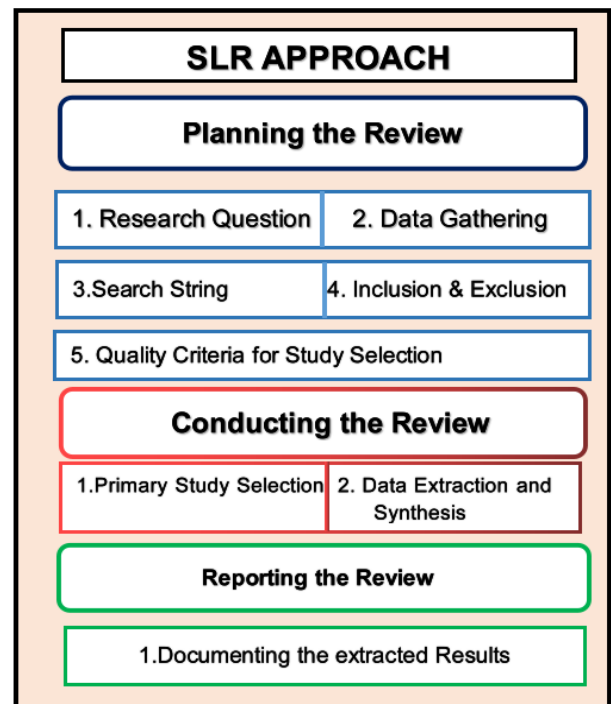 SLR APPROACH
Planning the Review
1. Research Question
2. Data Gathering
3.Search String
4. Inclusion & Exclusion
5. Quality Criteria for Study Selection
Conducting the Review
1.Primary Study Selection
2. Data Extraction and
Synthesis
Reporting the Review
1.Documenting the extracted Results